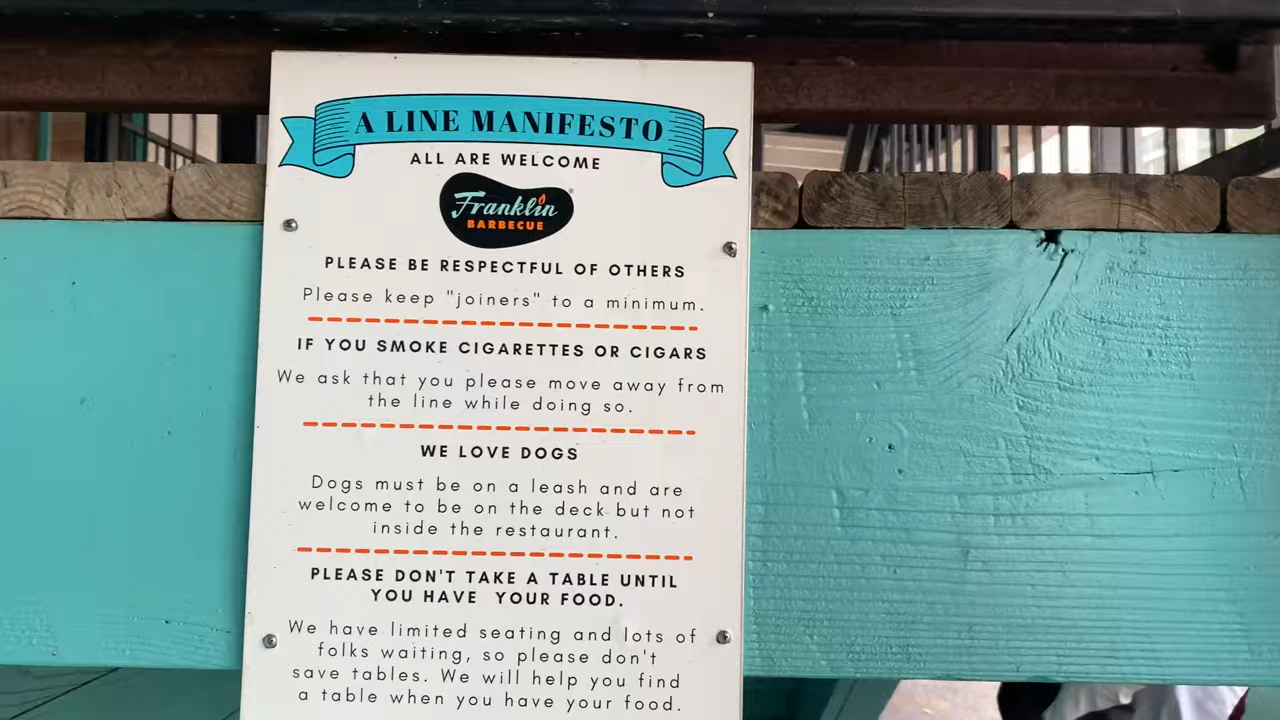 A LINE MANIFESTO
ALL ARE WELCOME
Franklin
BARBECUE
PLEASE BE RESPECTFUL OF OTHERS
Please keep "joiners" to a minimum.
IF YOU SMOKE CIGARETTES OR CIGARS
We ask that you please move away from
the line while doing so.
WE LOVE DOGS
Dogs must be on a leash and are
welcome to be on the deck but not
inside the restaurant.
PLEASE DON'T TAKE A TABLE UNTIL
YOU HAVE YOUR FOOD.
We have limited seating and lots of
folks waiting, so please don't
save tables. We will help you find
a table when you have your food.